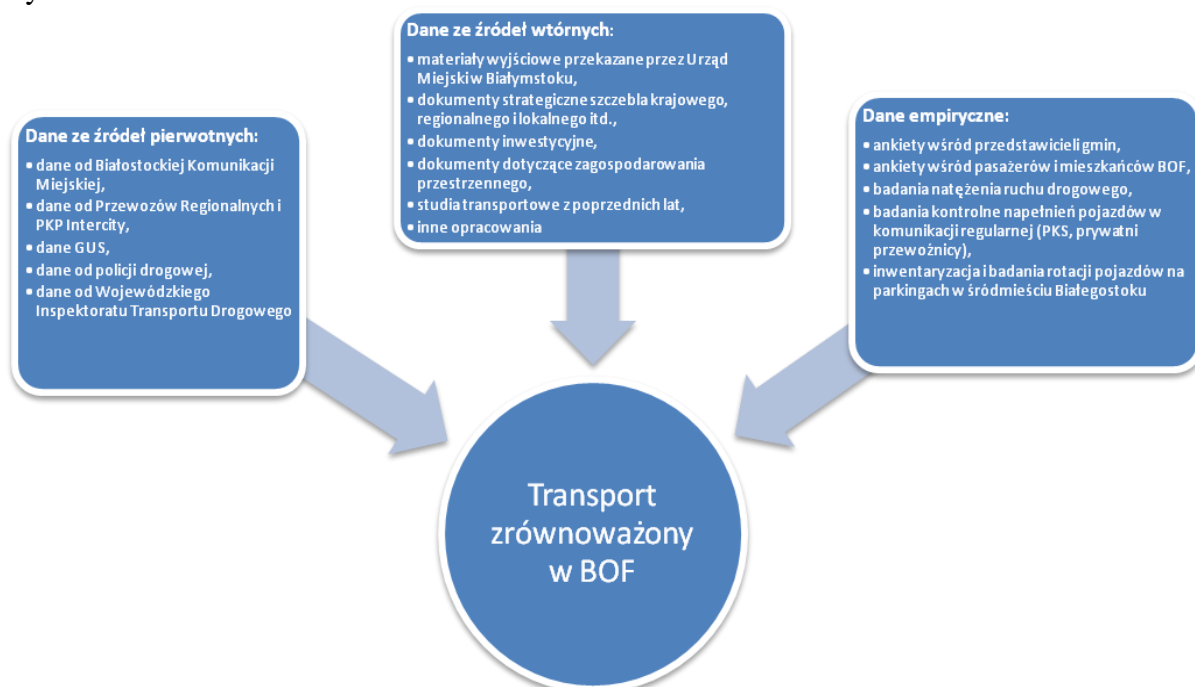 Dane ze źródeł pierwotnych:
• dane od Białostockiej Komunikacji
Miejskiej,
• dane od Przewozów Regionalnych i
PKP Intercity,
• dane GUS,
• dane od policji drogowej,
• dane od Wojewódzkiego
Inspektoratu Transportu Drogowego
Dane ze źródeł wtórnych:
• materiały wyjściowe przekazane przez Urząd
Miejski w Białymstoku,
• dokumenty strategiczne szczebla krajowego,
regionalnego i lokalnego itd.,
• dokumenty inwestycyjne,
• dokumenty dotyczące zagospodarowania
przestrzennego,
• studia transportowe z poprzednich lat,
• inne opracowania
Dane empiryczne:
• ankiety wśród przedstawicieli gmin,
• ankiety wśród pasażerów i mieszkańców BOF,
• badania natężenia ruchu drogowego,
• badania kontrolne napełnień pojazdów w
komunikacji regularnej (PKS, prywatni
przewoźnicy),
• inwentaryzacja i badania rotacji pojazdów na
parkingach w śródmieściu Białegostoku
Transport
zrównoważony
w BOF